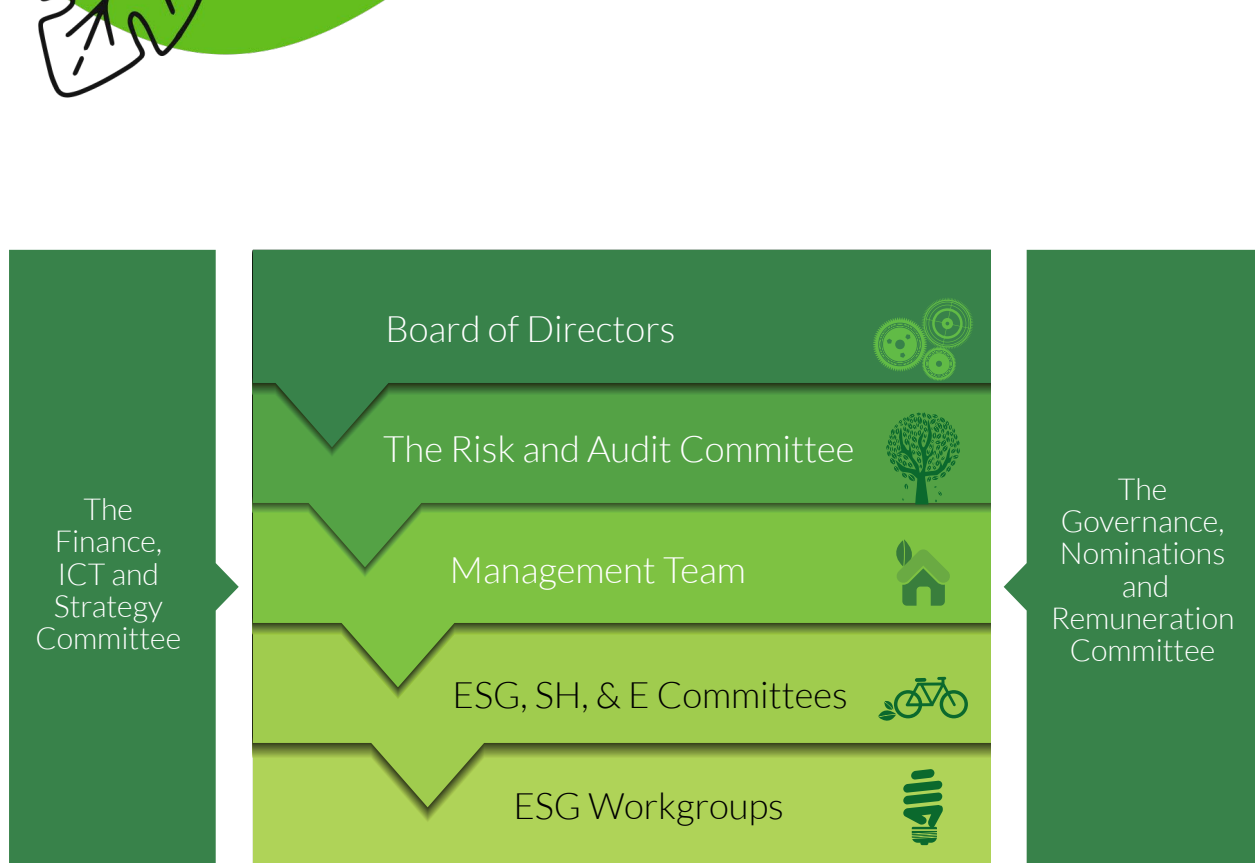 The
Finance,
ICT and
Strategy
Committee
Board of Directors
The Risk and Audit Committee
Management Team
ESG, SH, & E Committees
ESG Workgroups
The
Governance,
Nominations
and
Remuneration
Committee